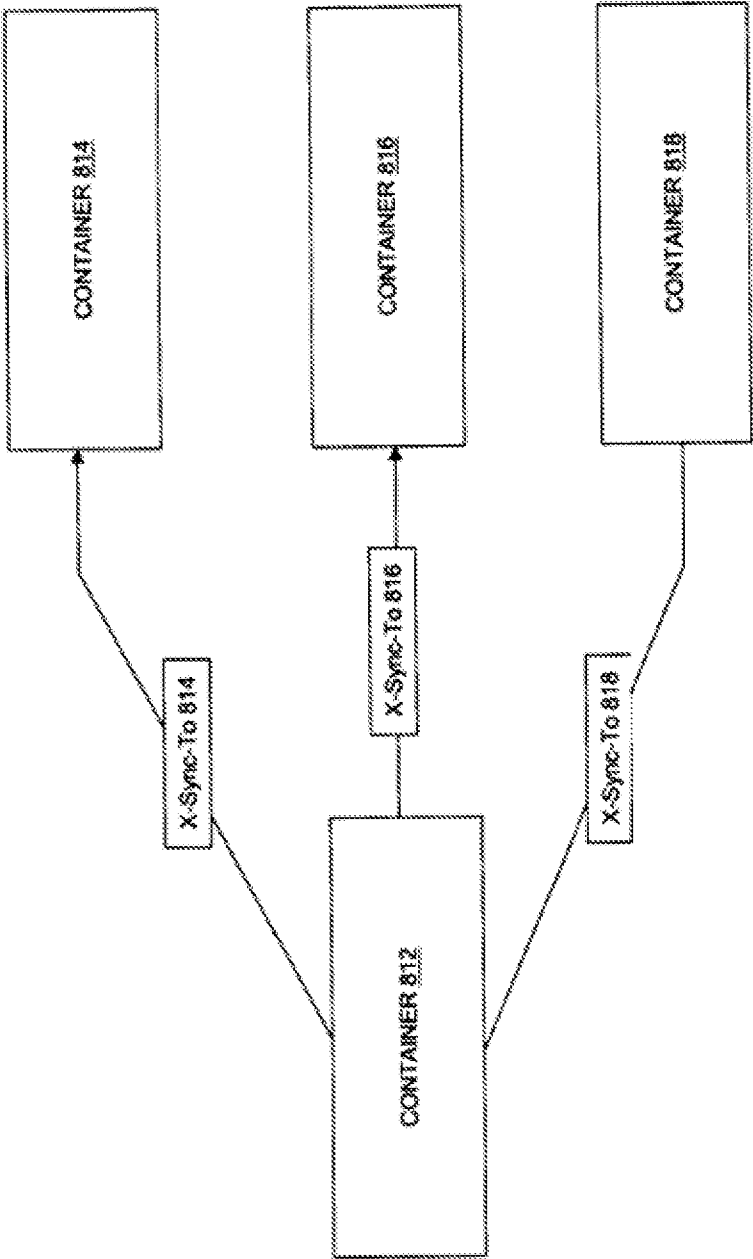 CONTAINER 814
CONTAINER 816
CONTAINER 818
X-Sync-To 814
X-Sync-To 816
X-Sync-To 818
CONTAINER 812